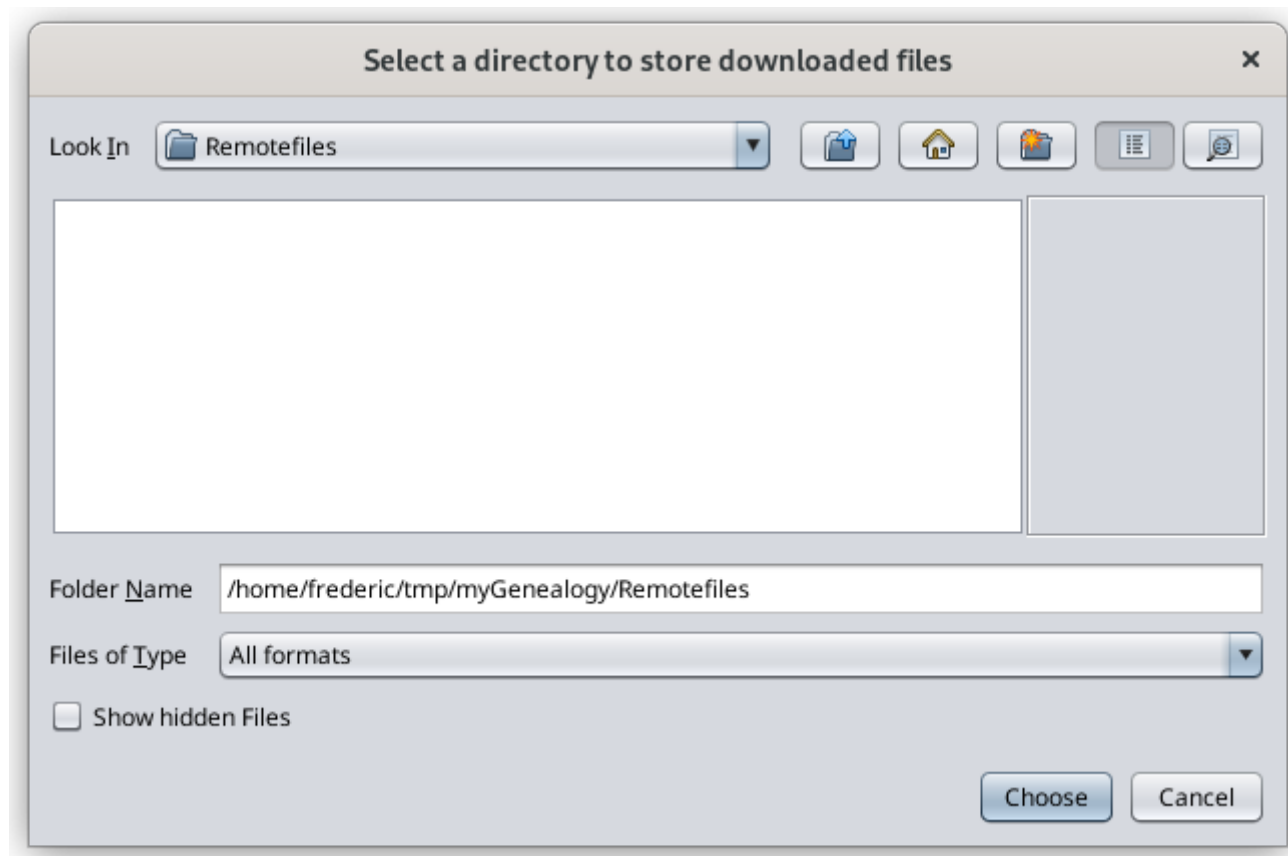 Select a directory to store downloaded files
Look In Remotefiles
Folder Name /home/frederic/tmp/myGenealogy/Remotefiles
Files of Type All formats
Show hidden Files
Choose Cancel